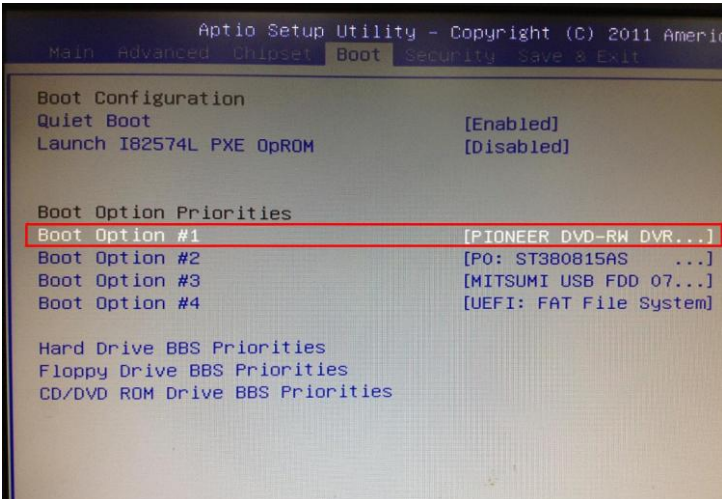 Aptio Setup Utility - Copyright (C) 2011 Americ
Main Advanced Chipset Boot Security Save & Exit
Boot Configuration
Quiet Boot [Enabled]
Launch I82574L PXE OpROM [Disabled]
Boot Option Priorities
Boot Option #1 [PIONEER DVD-RW DVR...]
Boot Option #2 [P0: ST380815AS ...]
Boot Option #3 [MITSUMI USB FDD 07...]
Boot Option #4 [UEFI: FAT File System]
Hard Drive BBS Priorities
Floppy Drive BBS Priorities
CD/DVD ROM Drive BBS Priorities